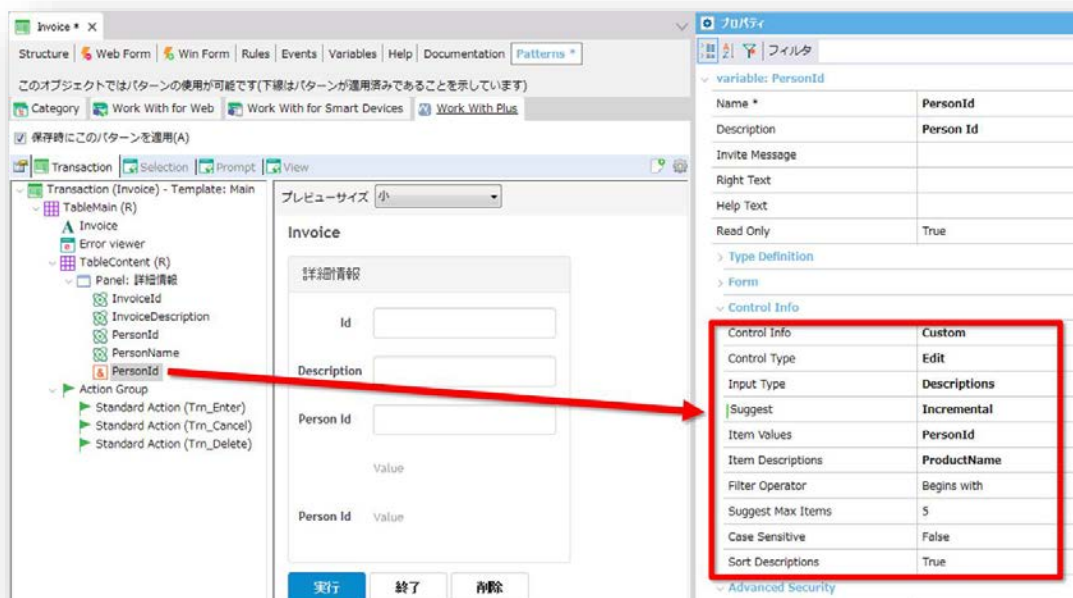 Invoice * X
Structure | Web Form | Win Form | Rules | Events | Variables | Help | Documentation | Patterns *
このオブジェクトではパターンの使用が可能です(下線はパターンが適用済みであることを示しています)
Category Work With for Web Work With for Smart Devices Work With Plus
保存時にこのパターンを適用(A)
Transaction Selection Prompt View
Transaction (Invoice) - Template: Main
TableMain (R)
Invoice
Error viewer
TableContent (R)
Panel: 詳細情報
InvoiceId
InvoiceDescription
PersonId
PersonName
PersonId
Action Group
Standard Action (Trn_Enter)
Standard Action (Trn_Cancel)
Standard Action (Trn_Delete)
プレビューサイズ 小
Invoice
詳細情報
Id
Description
Person Id
Value
Person Id Value
実行 終了 削除
プロパティ
フィルタ
variable: PersonId
Name * PersonId
Description Person Id
Invite Message
Right Text
Help Text
Read Only True
Type Definition
Form
Control Info
Control Info Custom
Control Type Edit
Input Type Descriptions
Suggest Incremental
Item Values PersonId
Item Descriptions ProductName
Filter Operator Begins with
Suggest Max Items 5
Case Sensitive False
Sort Descriptions True
Advanced Security